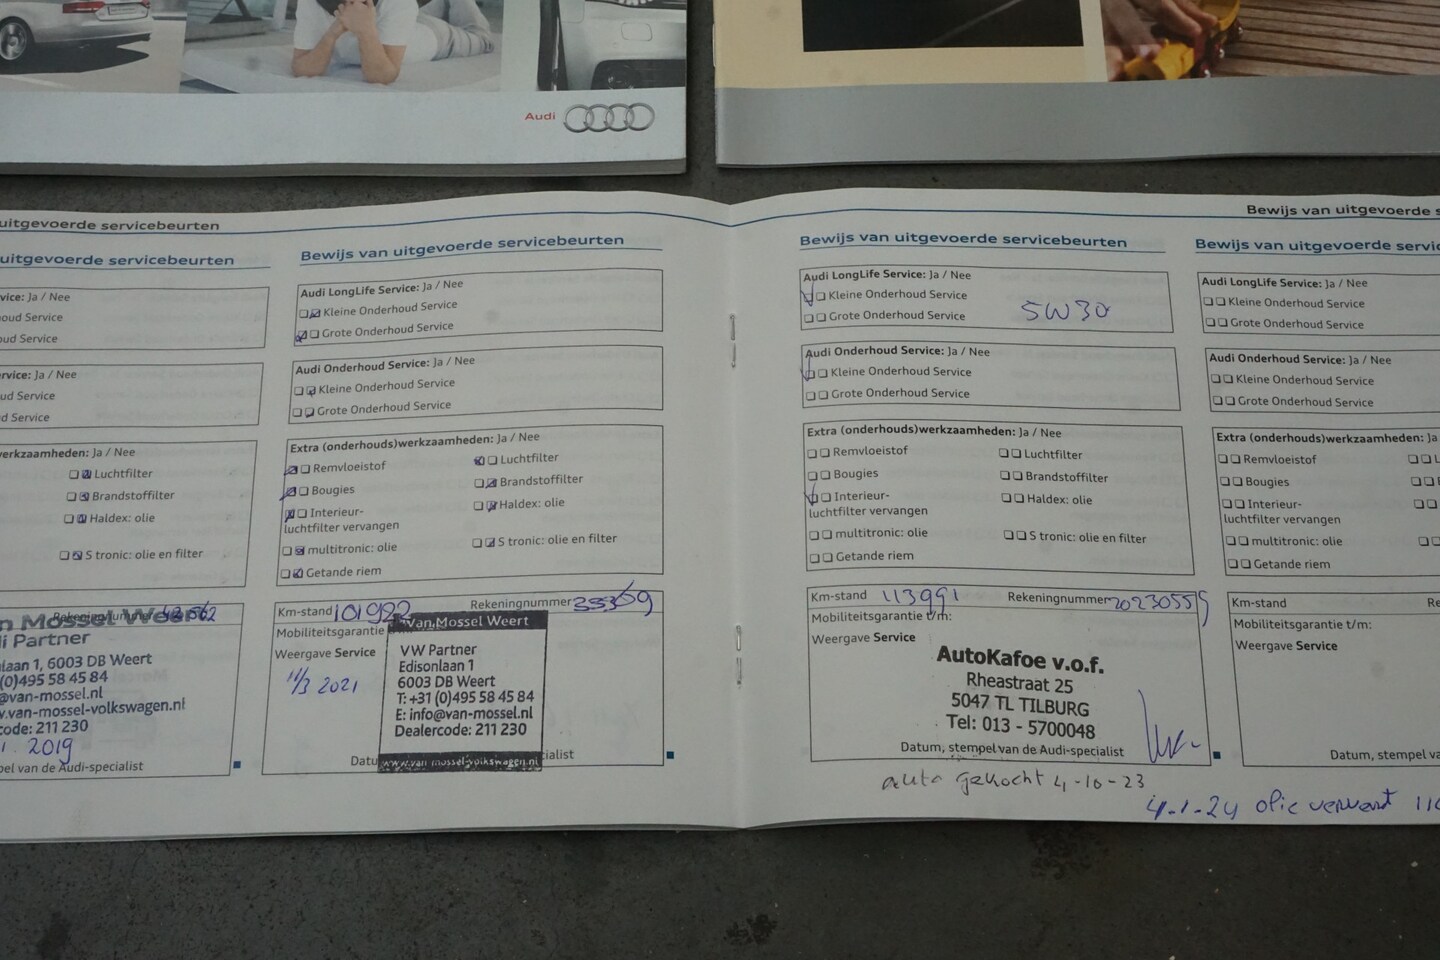 Audi
uitgevoerde servicebeurten
uitgevoerde servicebeurten
vice: Ja / Nee
oud Service
ud Service
rvice: Ja / Nee
ud Service
d Service
erkzaamheden: Ja / Nee
Luchtfilter
Brandstoffilter
Haldex: olie
S tronic: olie en filter
Rekeningnummer
n Mossel Weert
i Partner
laan 1, 6003 DB Weert
(0)495 58 45 84
@van-mossel.nl
w.van-mossel-volkswagen.nl
code: 211 230
2019
pel van de Audi-specialist
Bewijs van uitgevoerde servicebeurten
Audi LongLife Service: Ja / Nee
Kleine Onderhoud Service
Grote Onderhoud Service
Audi Onderhoud Service: Ja / Nee
Kleine Onderhoud Service
Grote Onderhoud Service
Extra (onderhouds)werkzaamheden: Ja / Nee
Remvloeistof
Luchtfilter
Bougies
Brandstoffilter
Interieur-
luchtfilter vervangen
Haldex: olie
multitronic: olie
S tronic: olie en filter
Getande riem
Km-stand 101922
Rekeningnummer 35369
Mobiliteitsgarantie
Weergave Service
11/3 2021
van Mossel Weert
VW Partner
Edisonlaan 1
6003 DB Weert
T: +31 (0)495 58 45 84
E: info@van-mossel.nl
Dealercode: 211 230
www.van-mossel-volkswagen.nl
Datu
cialist
Bewijs van uitgevoerde servicebeurten
Audi LongLife Service: Ja / Nee
Kleine Onderhoud Service
Grote Onderhoud Service
5W30
Audi Onderhoud Service: Ja / Nee
Kleine Onderhoud Service
Grote Onderhoud Service
Extra (onderhouds)werkzaamheden: Ja / Nee
Remvloeistof
Luchtfilter
Bougies
Brandstoffilter
Interieur-
luchtfilter vervangen
Haldex: olie
multitronic: olie
S tronic: olie en filter
Getande riem
Km-stand 113991
Rekeningnummer 20230559
Mobiliteitsgarantie t/m:
Weergave Service
AutoKafoe v.o.f.
Rheastraat 25
5047 TL TILBURG
Tel: 013 - 5700048
Datum, stempel van de Audi-specialist
auto gekocht 4-10-23
4-1-24 olie ververst 11
Bewijs van uitgevoerde s
Bewijs van uitgevoerde servic
Audi LongLife Service: Ja / Nee
Kleine Onderhoud Service
Grote Onderhoud Service
Audi Onderhoud Service: Ja / Nee
Kleine Onderhoud Service
Grote Onderhoud Service
Extra (onderhouds)werkzaamheden: Ja
Remvloeistof
L
Bougies
Interieur-
luchtfilter vervangen
multitronic: olie
Getande riem
Km-stand
Re
Mobiliteitsgarantie t/m:
Weergave Service
Datum, stempel van de Au